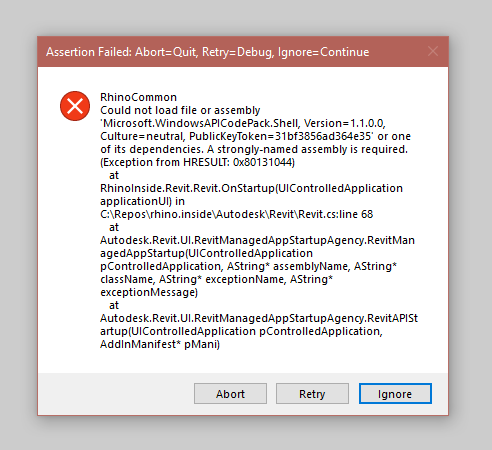 Assertion Failed: Abort=Quit, Retry=Debug, Ignore=Continue
RhinoCommon
Could not load file or assembly
'Microsoft.WindowsAPICodePack.Shell, Version=1.1.0.0,
Culture=neutral, PublicKeyToken=31bf3856ad364e35' or one
of its dependencies. A strongly-named assembly is required.
(Exception from HRESULT: 0x80131044)
at
RhinoInside.Revit.Revit.OnStartup(UIControlledApplication
applicationUI) in
C:\Repos\rhino.inside\Autodesk\Revit\Revit.cs:line 68
at
Autodesk.Revit.UI.RevitManagedAppStartupAgency.RevitMan
agedAppStartup(UIControlledApplication
pControlledApplication, AString* assemblyName, AString*
className, AString* exceptionName, AString*
exceptionMessage)
at
Autodesk.Revit.UI.RevitManagedAppStartupAgency.RevitAPISt
artup(UIControlledApplication pControlledApplication,
AddInManifest* pMani)
Abort Retry Ignore